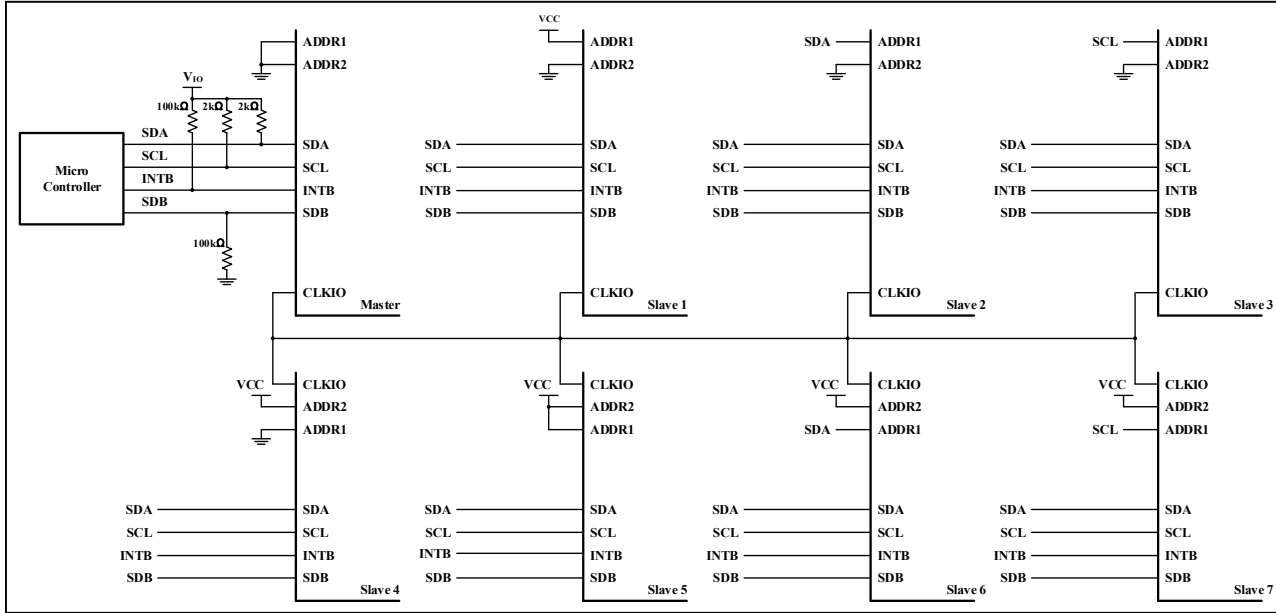 ADDR1
ADDR2
V_IO
100kΩ 2kΩ 2kΩ
SDA
SCL
INTB
SDB
Micro
Controller
100kΩ
SDA
SCL
INTB
SDB
CLKIO
Master
VCC
ADDR1
ADDR2
SDA SDA
SCL SCL
INTB INTB
SDB SDB
CLKIO
Slave 1
SDA ADDR1
ADDR2
SDA SDA
SCL SCL
INTB INTB
SDB SDB
CLKIO
Slave 2
SCL ADDR1
ADDR2
SDA SDA
SCL SCL
INTB INTB
SDB SDB
CLKIO
Slave 3
VCC CLKIO
ADDR2
ADDR1
SDA SDA
SCL SCL
INTB INTB
SDB SDB
Slave 4
VCC CLKIO
ADDR2
ADDR1
SDA SDA
SCL SCL
INTB INTB
SDB SDB
Slave 5
VCC CLKIO
ADDR2
SDA ADDR1
SDA SDA
SCL SCL
INTB INTB
SDB SDB
Slave 6
VCC CLKIO
ADDR2
SCL ADDR1
SDA SDA
SCL SCL
INTB INTB
SDB SDB
Slave 7